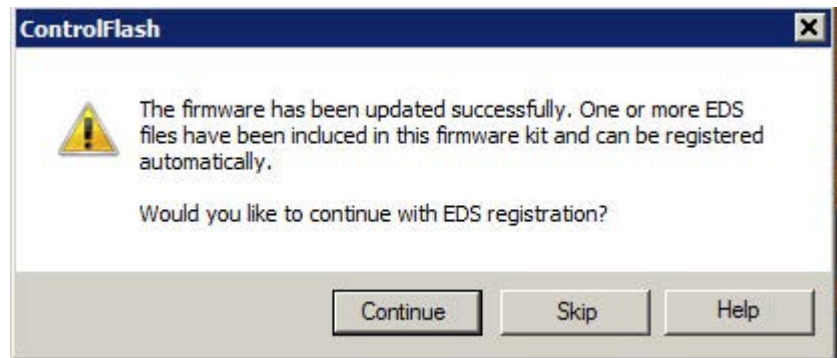 ControlFlash
The firmware has been updated successfully. One or more EDS
files have been included in this firmware kit and can be registered
automatically.
Would you like to continue with EDS registration?
Continue Skip Help